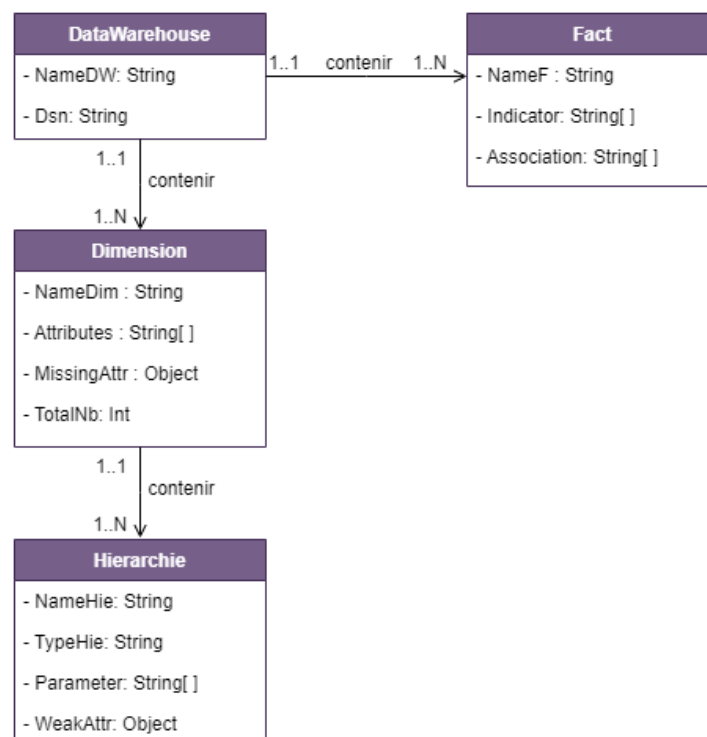 DataWarehouse
- NameDW: String
- Dsn: String
1..1 contenir 1..N
Fact
- NameF : String
- Indicator: String[ ]
- Association: String[ ]
1..1
contenir
1..N
Dimension
- NameDim : String
- Attributes : String[ ]
- MissingAttr : Object
- TotalNb: Int
1..1
contenir
1..N
Hierarchie
- NameHie: String
- TypeHie: String
- Parameter: String[ ]
- WeakAttr: Object